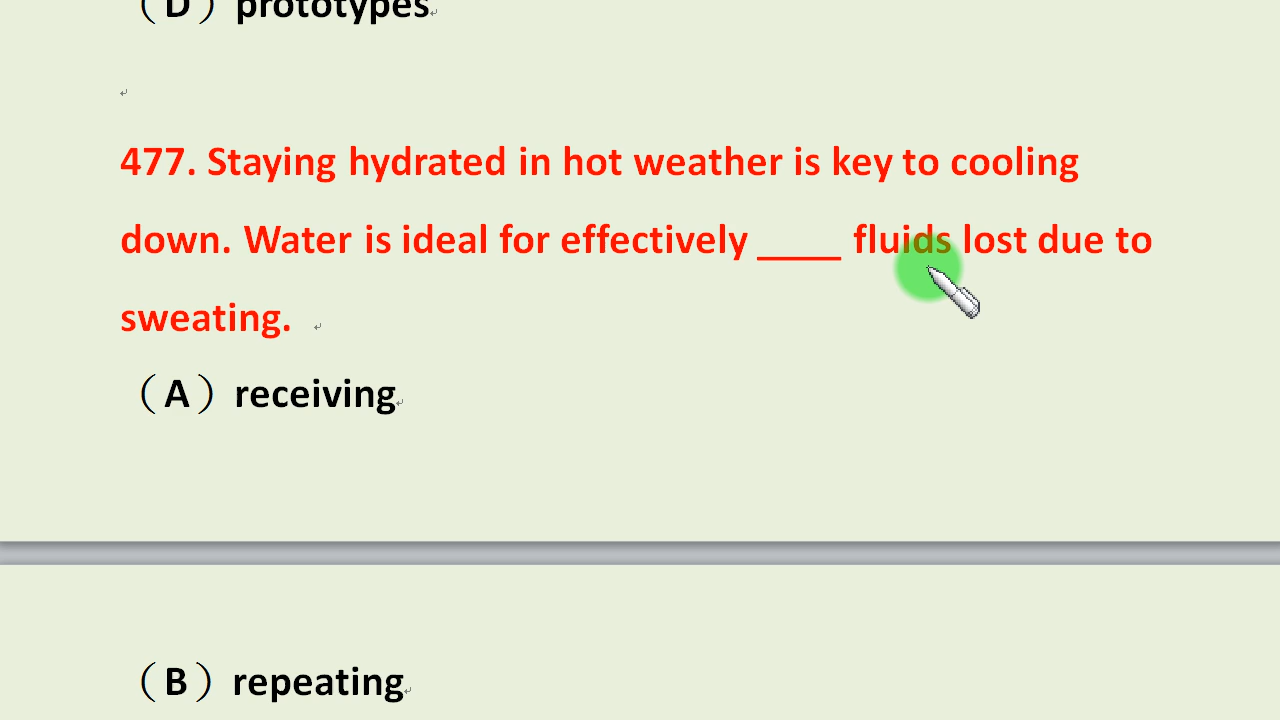 （D）prototypes
477. Staying hydrated in hot weather is key to cooling
down. Water is ideal for effectively ____ fluids lost due to
sweating.
（A）receiving
（B）repeating